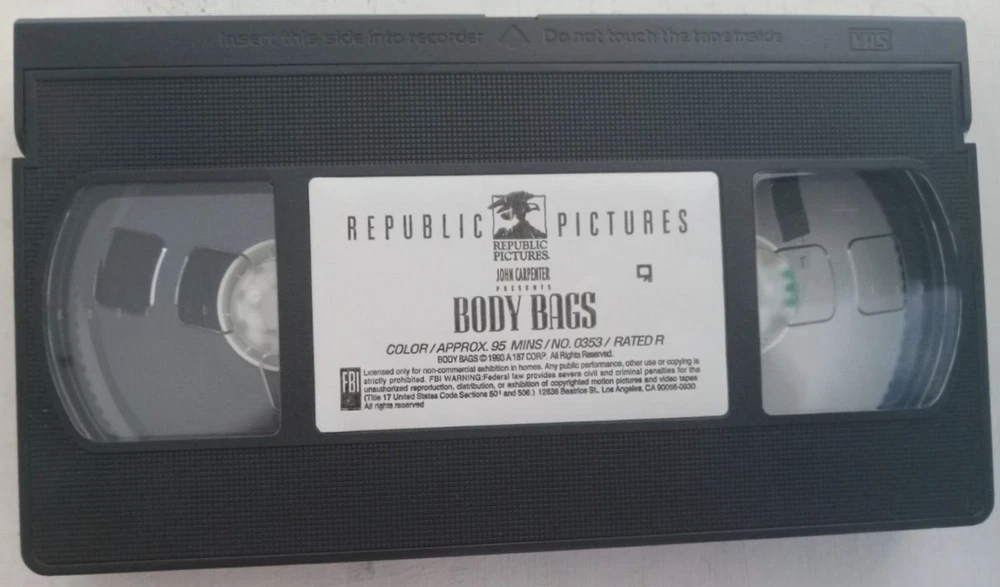 Insert this side into recorder
Do not touch the tape inside
VHS
REPUBLIC PICTURES
REPUBLIC
PICTURES
JOHN CARPENTER
PRESENTS
BODY BAGS
COLOR / APPROX. 95 MINS / NO. 0353 / RATED R
BODY BAGS © 1993 A 187 CORP. All Rights Reserved.
FBI
Licensed only for non-commercial exhibition in homes. Any public performance, other use or copying is
strictly prohibited. FBI WARNING: Federal law provides severe civil and criminal penalties for the
unauthorized reproduction, distribution, or exhibition of copyrighted motion pictures and video tapes
(Title 17 United States Code, Sections 501 and 506.) 12636 Beatrice St., Los Angeles, CA 90066-0930
All rights reserved
T